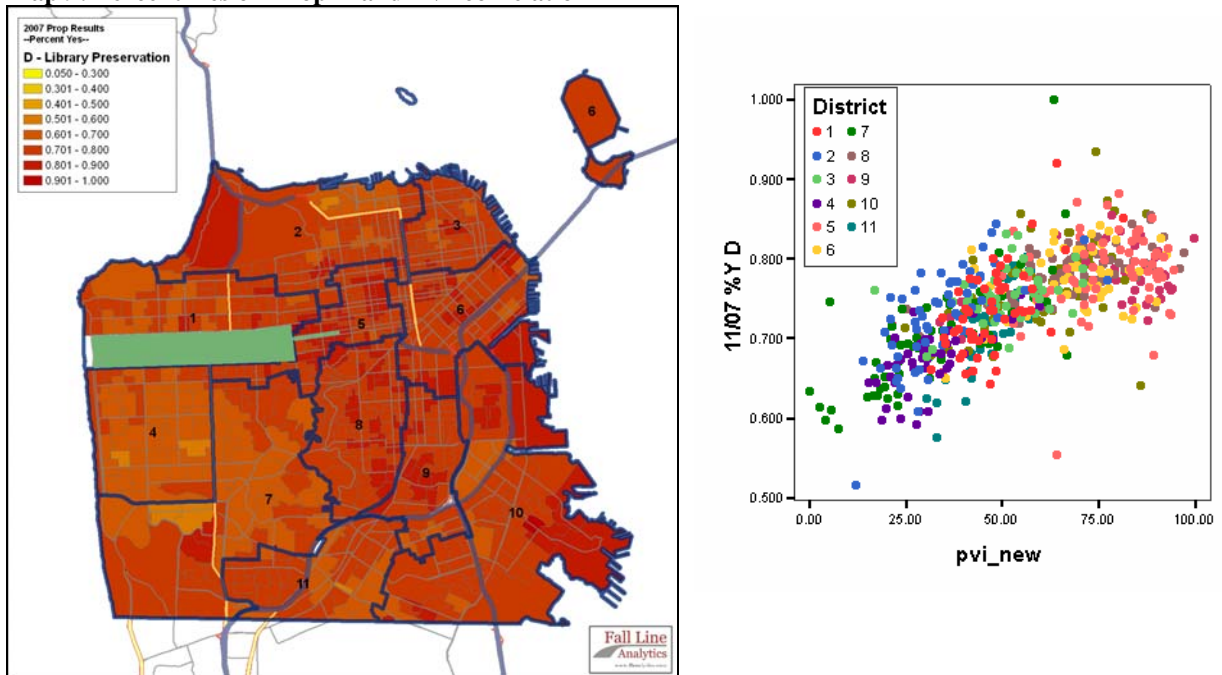 2007 Prop Results
--Percent Yes--
D - Library Preservation
0.050 - 0.300
0.301 - 0.400
0.401 - 0.500
0.501 - 0.600
0.601 - 0.700
0.701 - 0.800
0.801 - 0.900
0.901 - 1.000
6
2
3
1
5
6
4
8
7
9
10
11
Fall Line
Analytics
1.000
0.900
0.800
0.700
0.600
0.500
11/07 %Y D
District
1
7
2
8
3
9
4
10
5
11
6
0.00
25.00
50.00
75.00
100.00
pvi_new